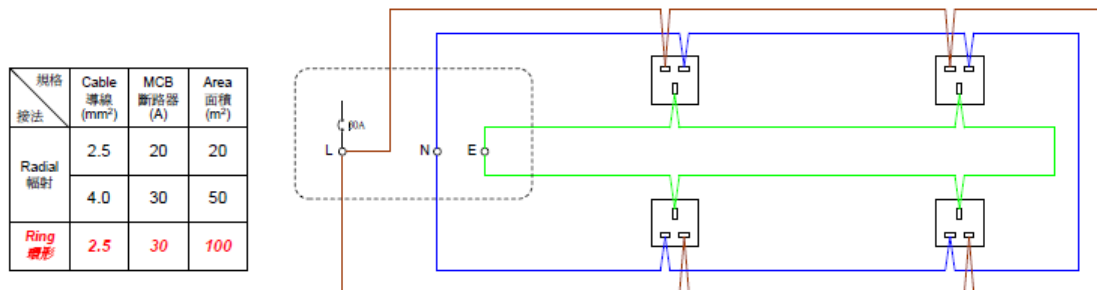 規格
接法
Cable
導線
(mm²)
MCB
斷路器
(A)
Area
面積
(m²)
Radial
輻射
2.5 20 20
4.0 30 50
Ring
環形
2.5 30 100
L N E